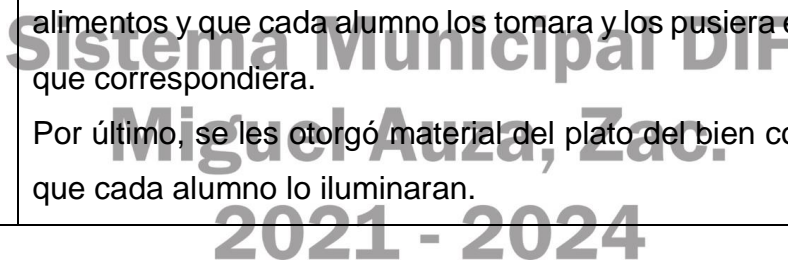 alimentos y que cada alumno los tomara y los pusiera
Sistema Municipal DIF
que correspondiera.
Por último, se les otorgó material del plato del bien
Miguel Auza, Zac.
que cada alumno lo iluminaran.
2021 - 2024